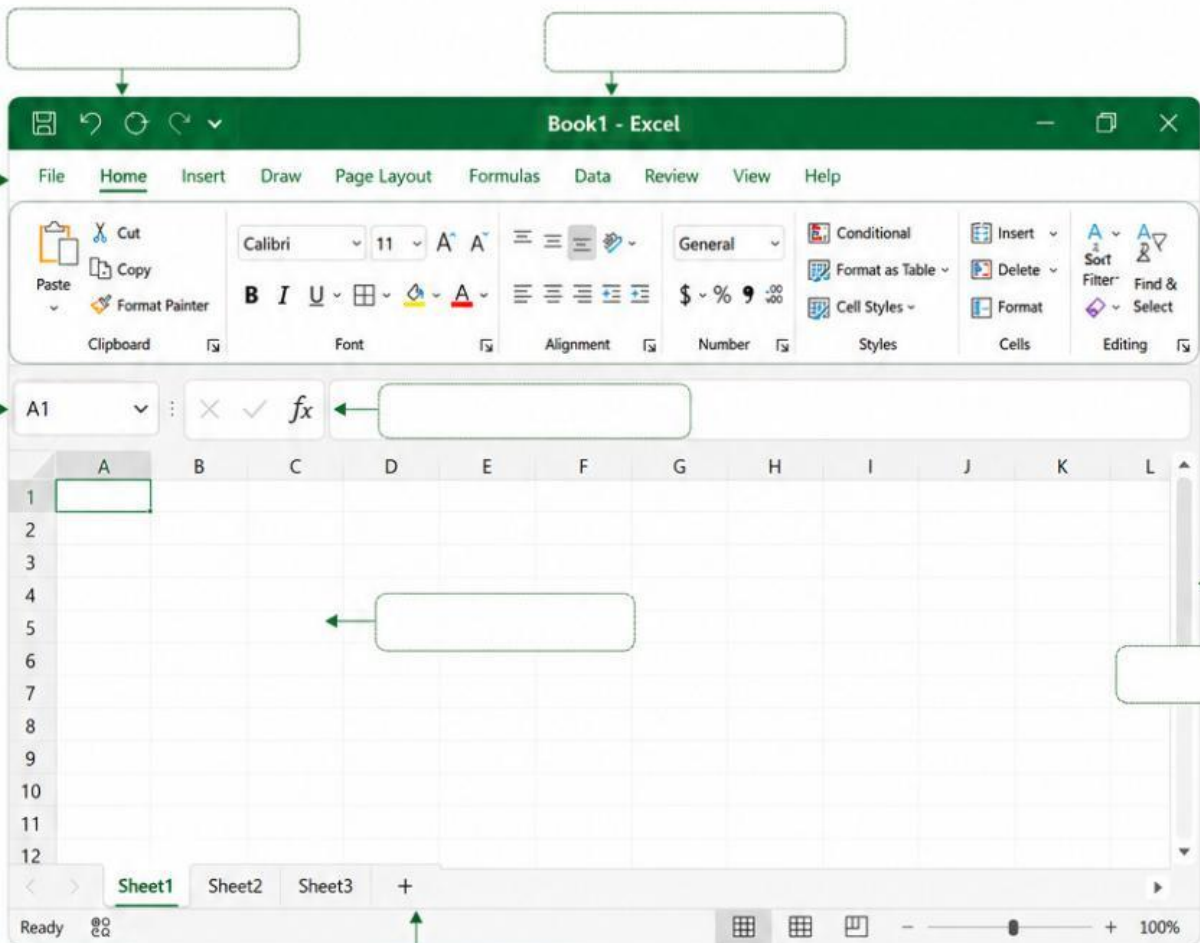 Book1 - Excel
File Home Insert Draw Page Layout Formulas Data Review View Help
Paste
Cut
Copy
Format Painter
Clipboard
Calibri 11 A A
B I U A
Font
Alignment
General
$ % 9 .00 .00
Number
Conditional
Format as Table
Cell Styles
Styles
Insert
Delete
Format
Cells
A
Sort
Filter
A
Find &
Select
Editing
A1 fx
A B C D E F G H I J K L
1
2
3
4
5
6
7
8
9
10
11
12
Sheet1 Sheet2 Sheet3 +
Ready − + 100%